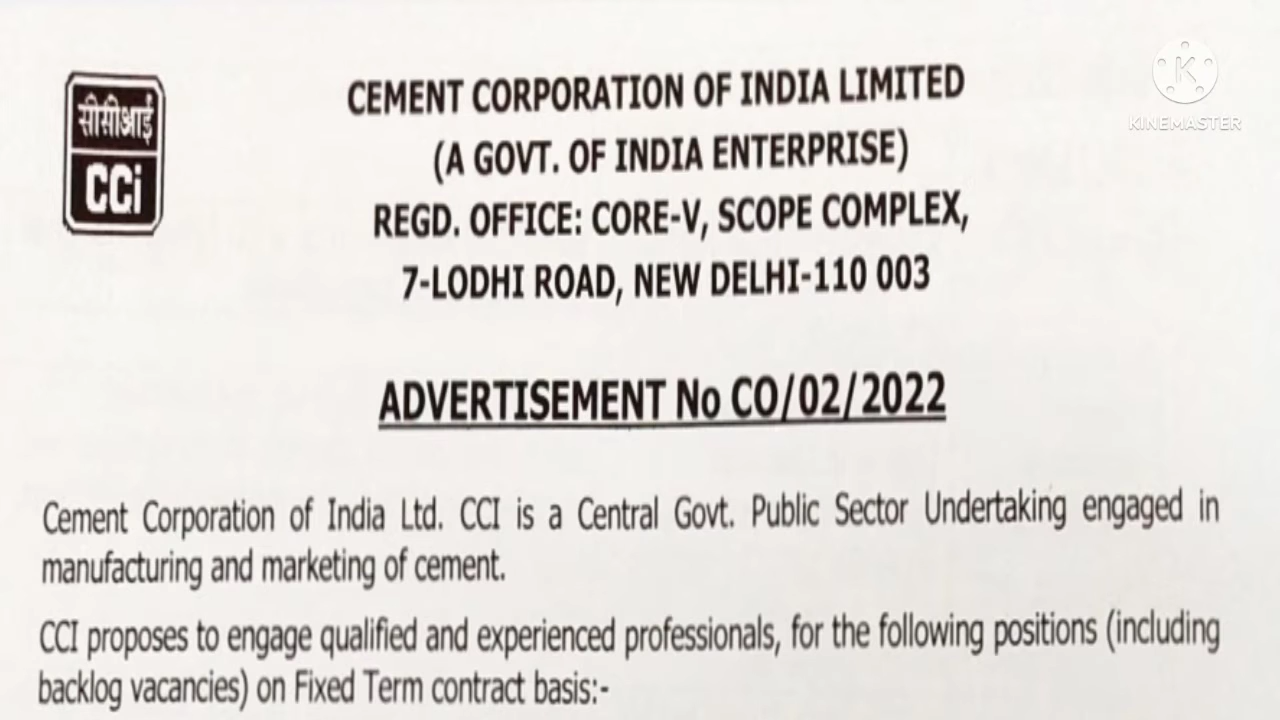 सीसीआई
CCi
CEMENT CORPORATION OF INDIA LIMITED
(A GOVT. OF INDIA ENTERPRISE)
REGD. OFFICE: CORE-V, SCOPE COMPLEX,
7-LODHI ROAD, NEW DELHI-110 003
K
KINEMASTER
ADVERTISEMENT No CO/02/2022
Cement Corporation of India Ltd. CCI is a Central Govt. Public Sector Undertaking engaged in
manufacturing and marketing of cement.
CCI proposes to engage qualified and experienced professionals, for the following positions (including
backlog vacancies) on Fixed Term contract basis:-